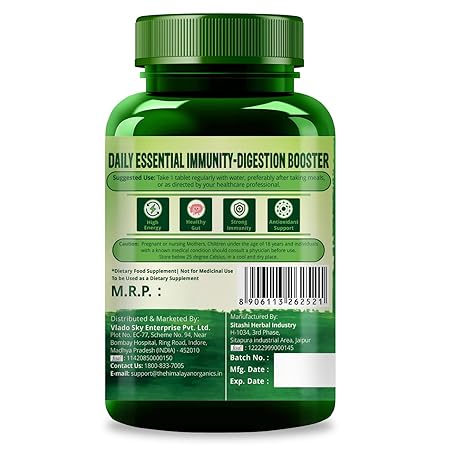 DAILY ESSENTIAL IMMUNITY-DIGESTION BOOSTER
Suggested Use: Take 1 tablet regularly with water, preferably after taking meals,
or as directed by your healthcare professional.
High
Energy
Healthy
Gut
Strong
Immunity
Antioxidant
Support
Caution: Pregnant or nursing Mothers, Children under the age of 18 years and individuals
with a known medical condition should consult a physician before use.
Store below 25 degree Celsius, in a cool and dry place.
*Dietary Food Supplement| Not for Medicinal Use
To be Used as a Dietary Supplement
M.R.P. :
8 906113 262521
Distributed & Marketed By:
Vlado Sky Enterprise Pvt. Ltd.
Plot No. EC-77, Scheme No. 94, Near
Bombay Hospital, Ring Road, Indore,
Madhya Pradesh (INDIA) - 452010
fssai : 11420850000150
Contact Us: 1800-833-7005
E-mail : support@thehimalayanorganics.in
Manufactured By:
Sitashi Herbal Industry
H-1034, 3rd Phase,
Sitapura industrial Area, Jaipur
fssai : 12222999000145
Batch No. :
Mfg. Date :
Exp. Date :